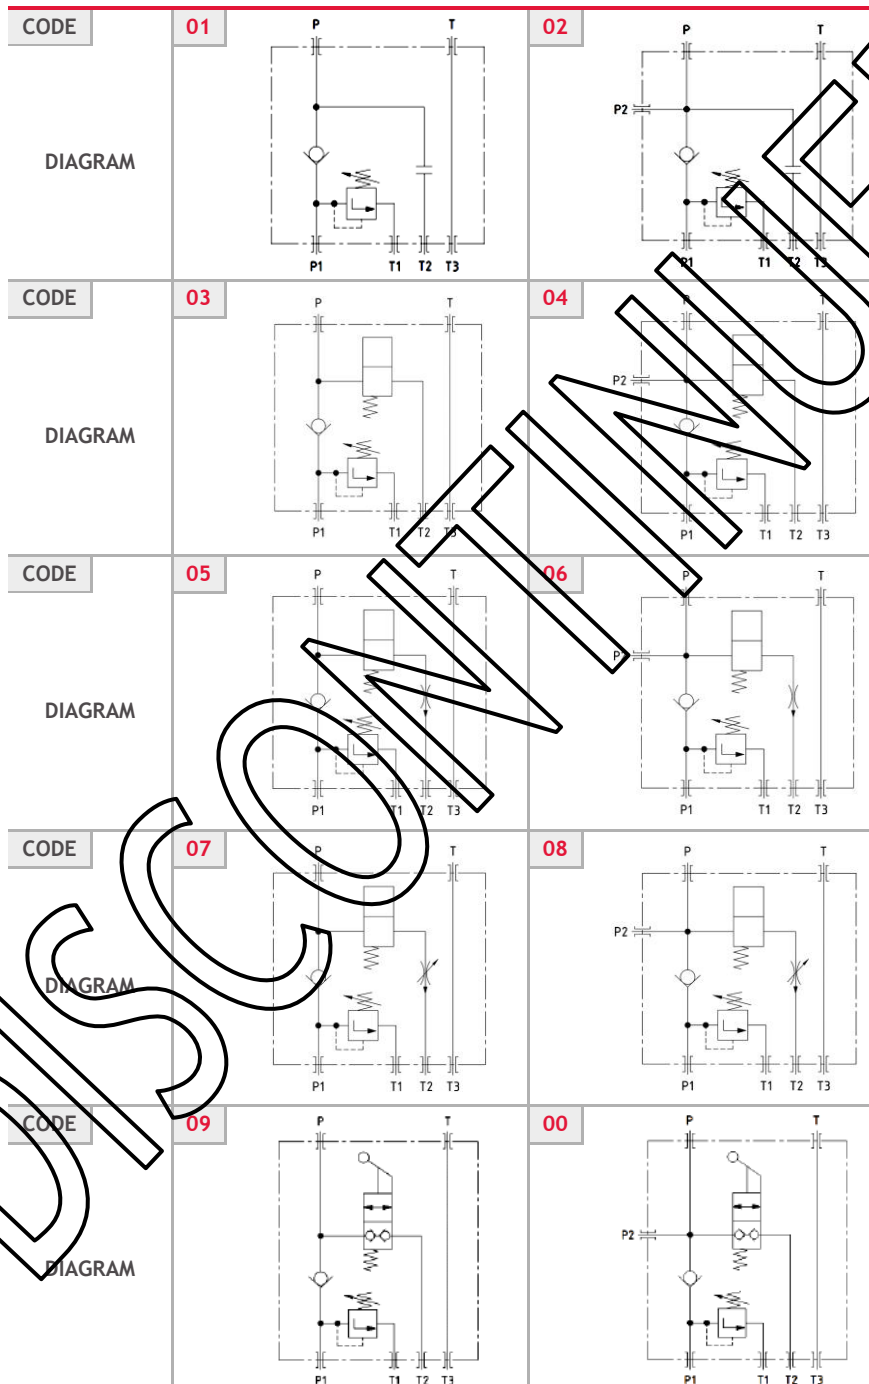 CODE 01 02
P T P T
P2
DIAGRAM
P1 T1 T2 T3 P1 T1 T2 T3
CODE 03 04
P T P T
P2
DIAGRAM
P1 T1 T2 T3 P1 T1 T2 T3
CODE 05 06
P T P T
DIAGRAM
P1 T1 T2 T3 P1 T1 T2 T3
CODE 07 08
P T P T
P2
DIAGRAM
P1 T1 T2 T3 P1 T1 T2 T3
CODE 09 00
P T P T
P2
DIAGRAM
P1 T1 T2 T3 P1 T1 T2 T3
DISCONTINUE